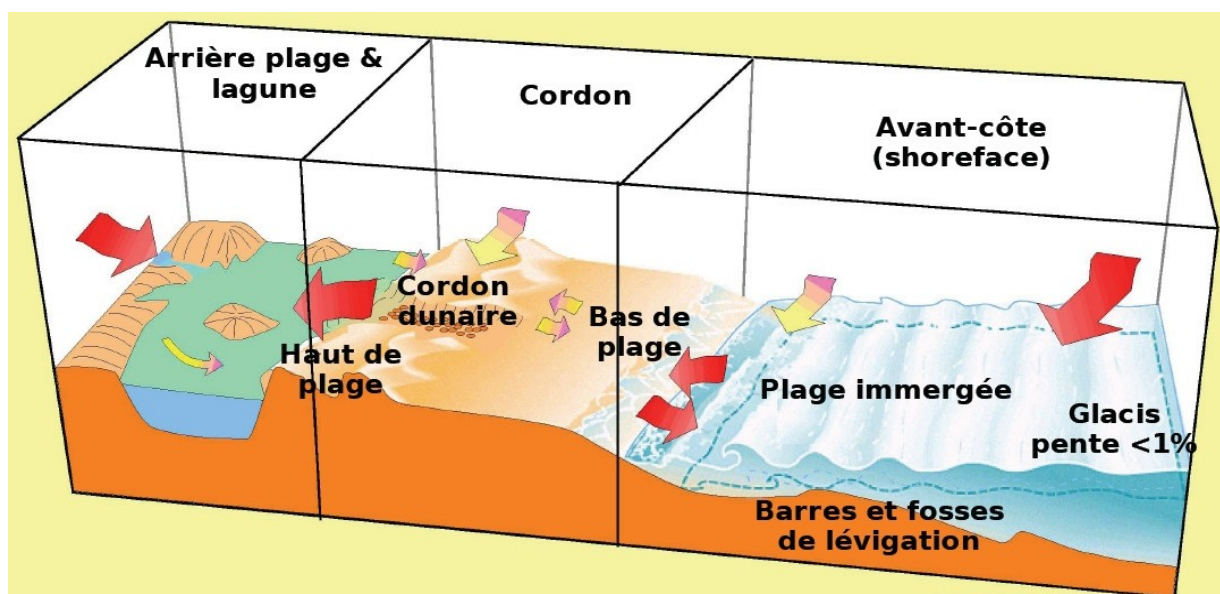 Arrière plage &
lagune
Cordon
Avant-côte
(shoreface)
Cordon
dunaire
Haut de
plage
Bas de
plage
Plage immergée
Glacis
pente <1%
Barres et fosses
de lévigation